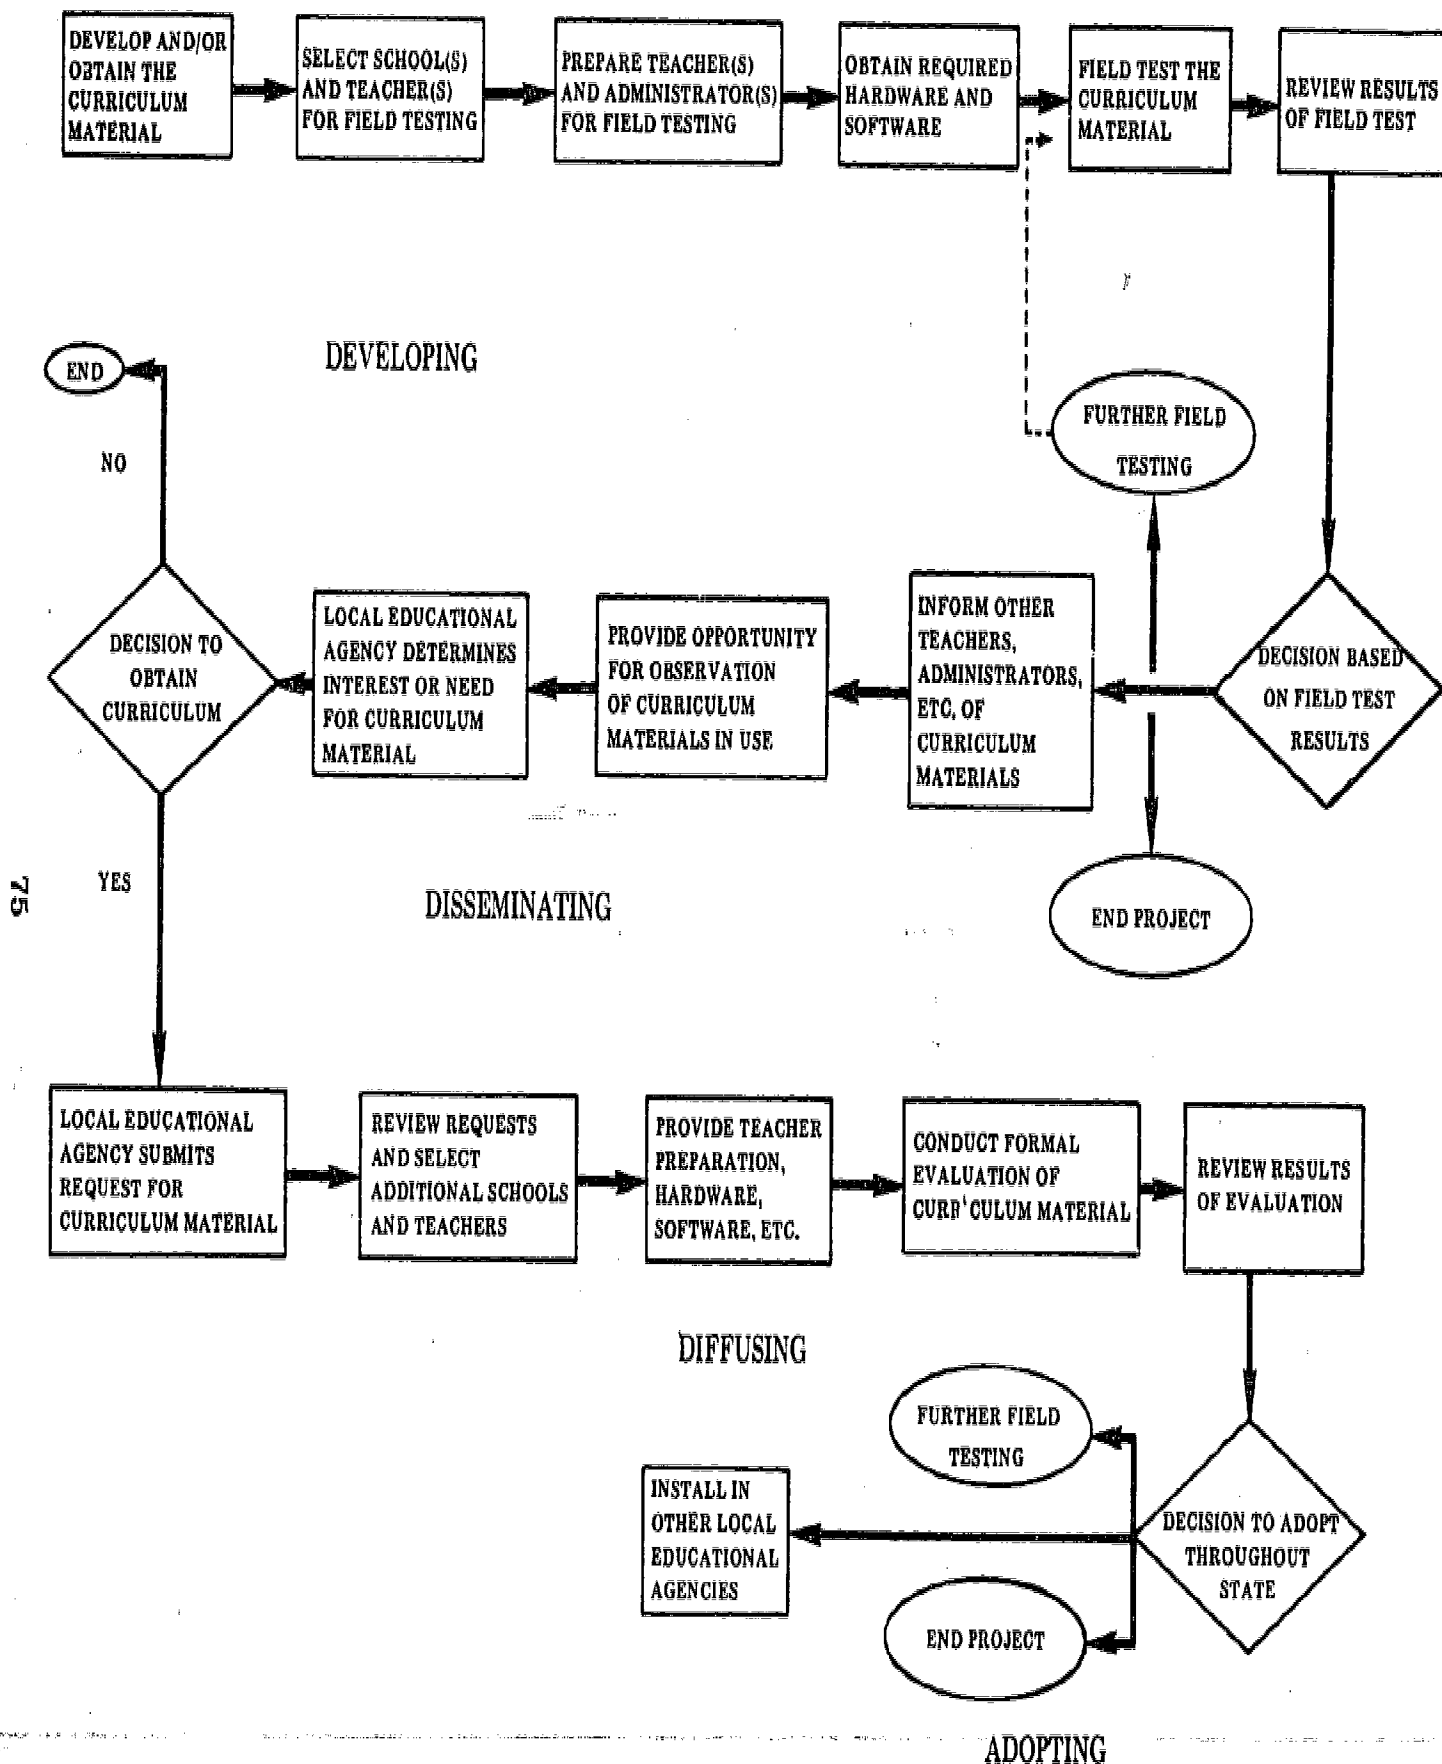 DEVELOP AND/OR
OBTAIN THE
CURRICULUM
MATERIAL
SELECT SCHOOL(S)
AND TEACHER(S)
FOR FIELD TESTING
PREPARE TEACHER(S)
AND ADMINISTRATOR(S)
FOR FIELD TESTING
OBTAIN REQUIRED
HARDWARE AND
SOFTWARE
FIELD TEST THE
CURRICULUM
MATERIAL
REVIEW RESULTS
OF FIELD TEST
DEVELOPING
END
NO
FURTHER FIELD
TESTING
DECISION BASED
ON FIELD TEST
RESULTS
INFORM OTHER
TEACHERS,
ADMINISTRATORS,
ETC. OF
CURRICULUM
MATERIALS
PROVIDE OPPORTUNITY
FOR OBSERVATION
OF CURRICULUM
MATERIALS IN USE
LOCAL EDUCATIONAL
AGENCY DETERMINES
INTEREST OR NEED
FOR CURRICULUM
MATERIAL
DECISION TO
OBTAIN
CURRICULUM
YES
75
DISSEMINATING
END PROJECT
LOCAL EDUCATIONAL
AGENCY SUBMITS
REQUEST FOR
CURRICULUM MATERIAL
REVIEW REQUESTS
AND SELECT
ADDITIONAL SCHOOLS
AND TEACHERS
PROVIDE TEACHER
PREPARATION,
HARDWARE,
SOFTWARE, ETC.
CONDUCT FORMAL
EVALUATION OF
CURR'CULUM MATERIAL
REVIEW RESULTS
OF EVALUATION
DIFFUSING
FURTHER FIELD
TESTING
INSTALL IN
OTHER LOCAL
EDUCATIONAL
AGENCIES
DECISION TO ADOPT
THROUGHOUT
STATE
END PROJECT
ADOPTING